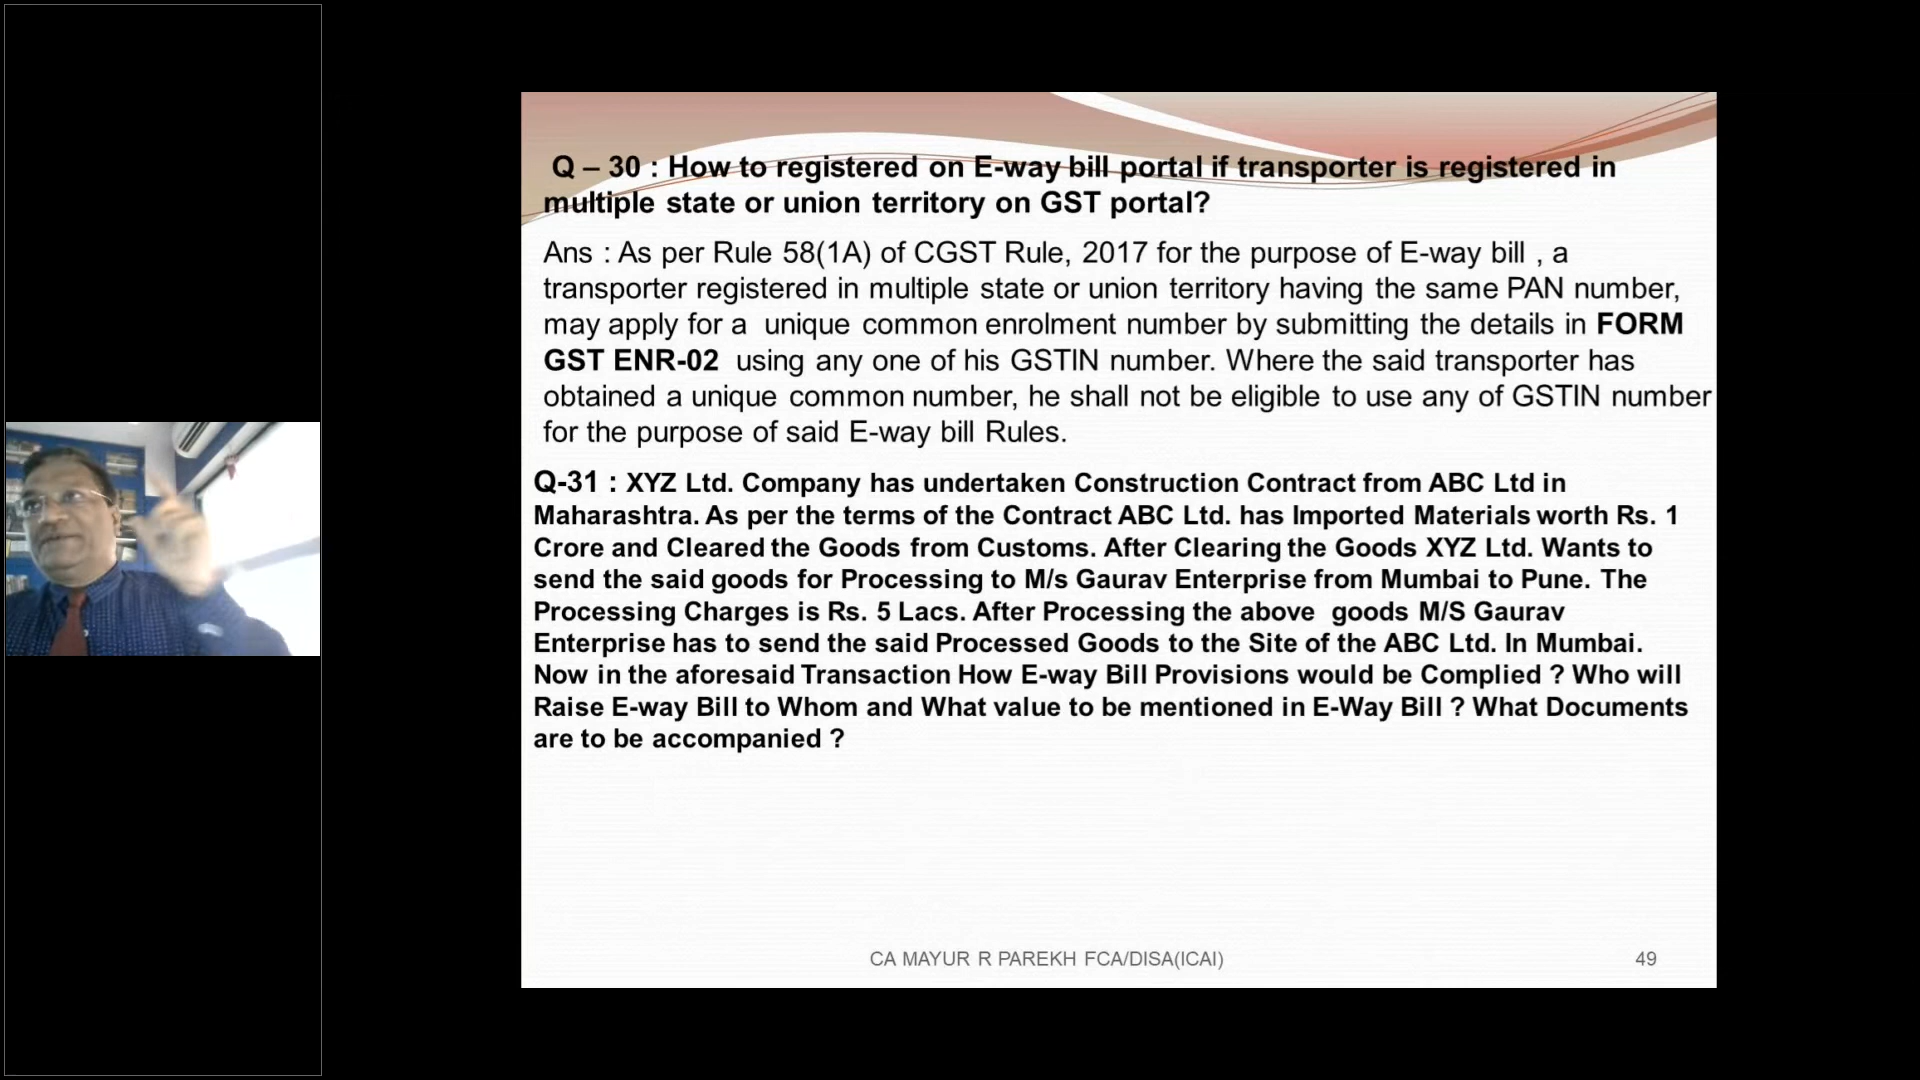 Q – 30 : How to registered on E-way bill portal if transporter is registered in
multiple state or union territory on GST portal?
Ans : As per Rule 58(1A) of CGST Rule, 2017 for the purpose of E-way bill , a
transporter registered in multiple state or union territory having the same PAN number,
may apply for a unique common enrolment number by submitting the details in FORM
GST ENR-02 using any one of his GSTIN number. Where the said transporter has
obtained a unique common number, he shall not be eligible to use any of GSTIN number
for the purpose of said E-way bill Rules.
Q-31 : XYZ Ltd. Company has undertaken Construction Contract from ABC Ltd in
Maharashtra. As per the terms of the Contract ABC Ltd. has Imported Materials worth Rs. 1
Crore and Cleared the Goods from Customs. After Clearing the Goods XYZ Ltd. Wants to
send the said goods for Processing to M/s Gaurav Enterprise from Mumbai to Pune. The
Processing Charges is Rs. 5 Lacs. After Processing the above goods M/S Gaurav
Enterprise has to send the said Processed Goods to the Site of the ABC Ltd. In Mumbai.
Now in the aforesaid Transaction How E-way Bill Provisions would be Complied ? Who will
Raise E-way Bill to Whom and What value to be mentioned in E-Way Bill ? What Documents
are to be accompanied ?
CA MAYUR R PAREKH FCA/DISA(ICAI)
49